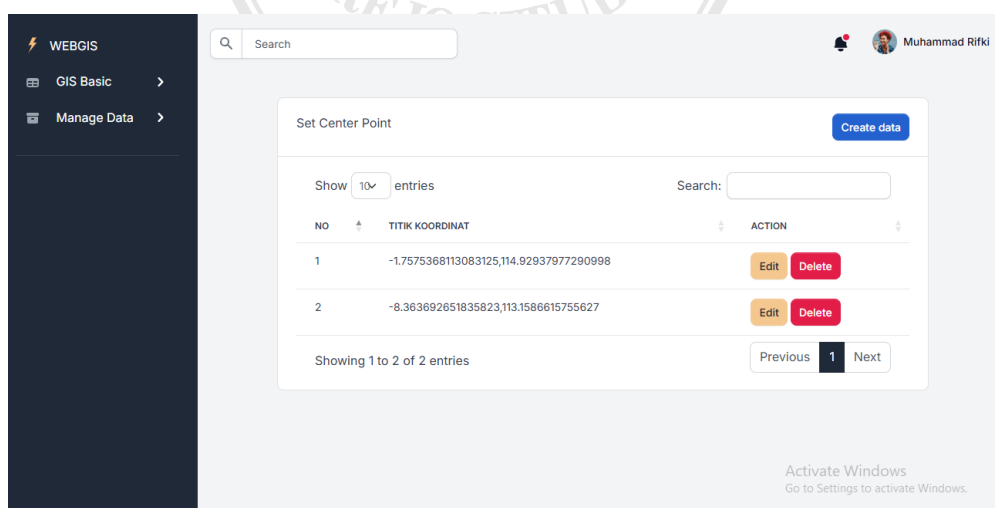 WEBGIS
Search
Muhammad Rifki
GIS Basic
Manage Data
Set Center Point
Create data
Show 10 entries
Search:
NO TITIK KOORDINAT ACTION
1 -1.7575368113083125,114.92937977290998 Edit Delete
2 -8.363692651835823,113.1586615755627 Edit Delete
Showing 1 to 2 of 2 entries
Previous 1 Next
Activate Windows
Go to Settings to activate Windows.